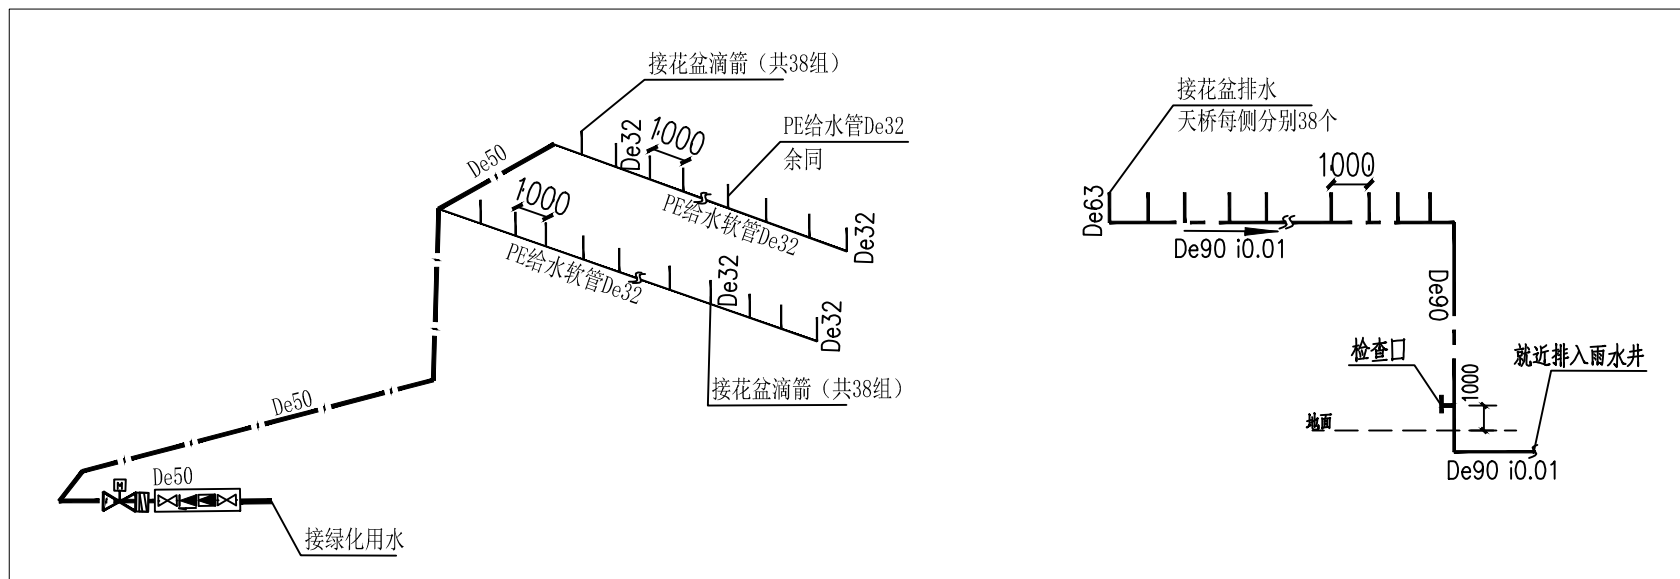 接花盆滴箭（共38组）
De32
1000
PE给水管De32
余同
De50
1000
PE给水软管De32
De32
PE给水软管De32
De32
De32
接花盆滴箭（共38组）
De50
M
De50
接绿化用水
接花盆排水
天桥每侧分别38个
1000
De63
De90 i0.01
De90
检查口
1000
就近排入雨水井
地面
De90 i0.01